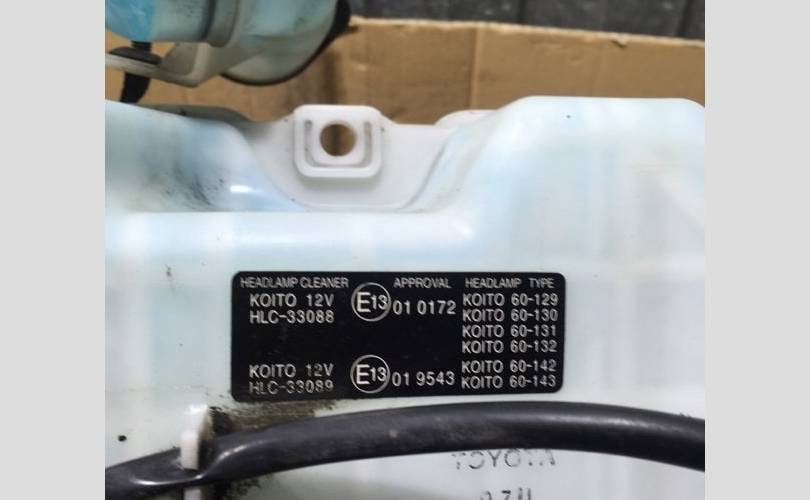 HEADLAMP CLEANER APPROVAL HEADLAMP TYPE
KOITO 12V E13 01 0172 KOITO 60-129
HLC-33088 KOITO 60-130
KOITO 60-131
KOITO 60-132
KOITO 12V E13 01 9543 KOITO 60-142
HLC-33089 KOITO 60-143
TOYOTA